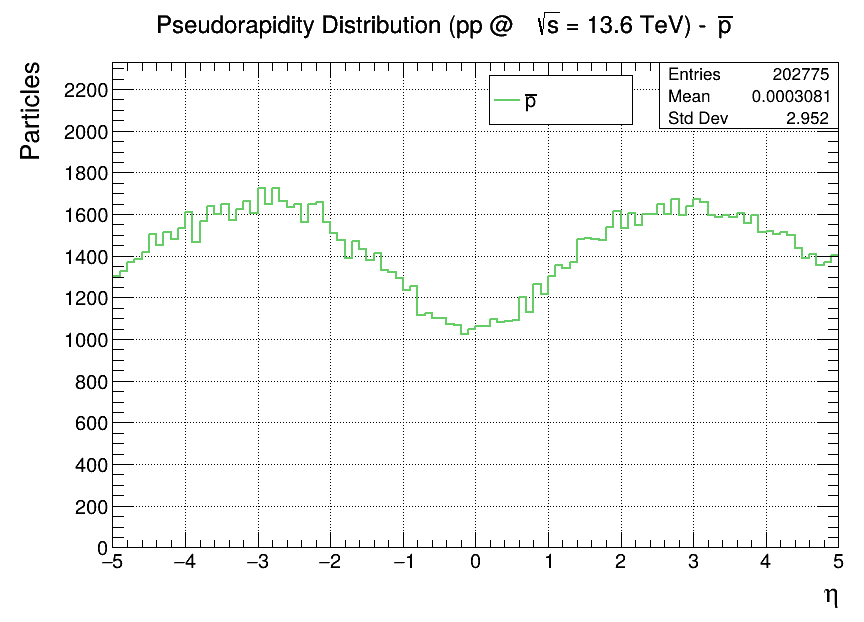 Pseudorapidity Distribution (pp @ √s = 13.6 TeV) - p̅
Particles
p̅
Entries 202775
Mean 0.0003081
Std Dev 2.952
2200
2000
1800
1600
1400
1200
1000
800
600
400
200
0
−5 −4 −3 −2 −1 0 1 2 3 4 5
η